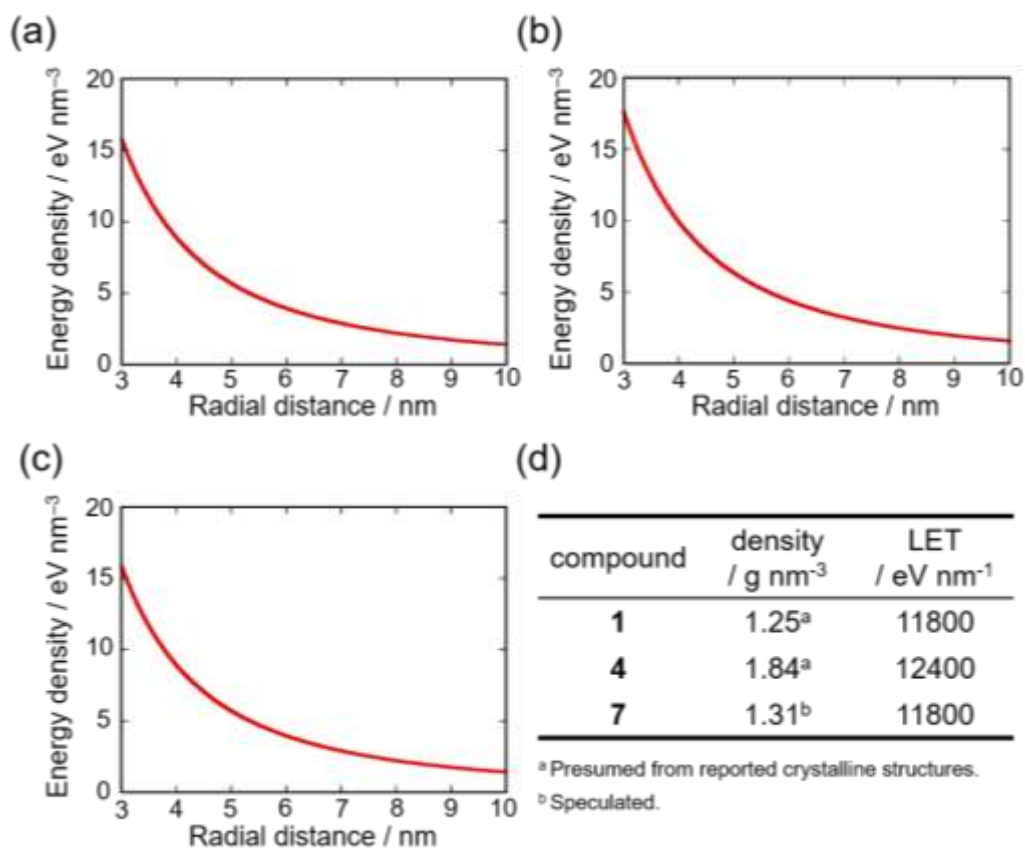 (a)
Energy density / eV nm⁻³
20
15
10
5
0
3 4 5 6 7 8 9 10
Radial distance / nm
(b)
Energy density / eV nm⁻³
20
15
10
5
0
3 4 5 6 7 8 9 10
Radial distance / nm
(c)
Energy density / eV nm⁻³
20
15
10
5
0
3 4 5 6 7 8 9 10
Radial distance / nm
(d)
compound density / g nm⁻³ LET / eV nm⁻¹
1 1.25ᵃ 11800
4 1.84ᵃ 12400
7 1.31ᵇ 11800
ᵃ Presumed from reported crystalline structures.
ᵇ Speculated.